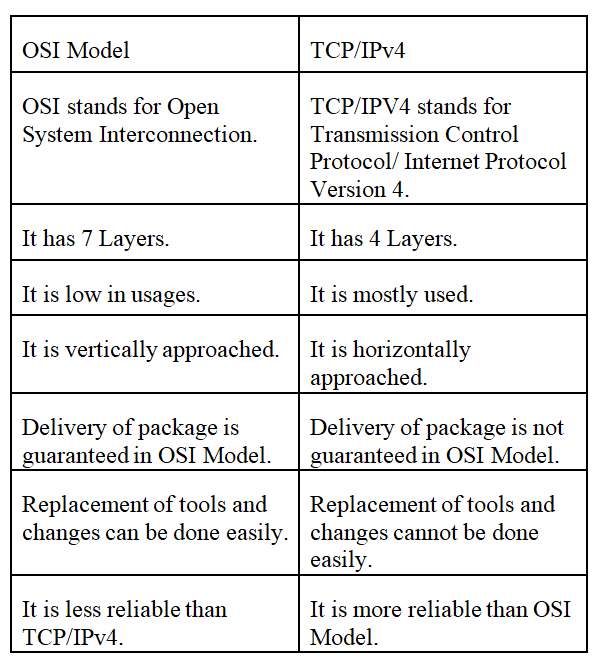 OSI Model
TCP/IPv4
OSI stands for Open
System Interconnection.
TCP/IPV4 stands for
Transmission Control
Protocol/ Internet Protocol
Version 4.
It has 7 Layers.
It has 4 Layers.
It is low in usages.
It is mostly used.
It is vertically approached.
It is horizontally
approached.
Delivery of package is
guaranteed in OSI Model.
Delivery of package is not
guaranteed in OSI Model.
Replacement of tools and
changes can be done easily.
Replacement of tools and
changes cannot be done
easily.
It is less reliable than
TCP/IPv4.
It is more reliable than OSI
Model.